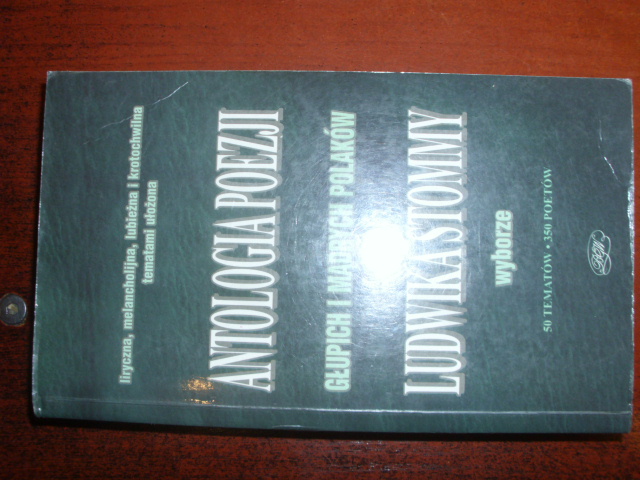 liryczna, melancholijna, lubieżna i krotochwilna
tematami ułożona
ANTOLOGIA POEZJI
GŁUPICH I MĄDRYCH POLAKÓW
LUDWIKA STOMMY
wyborze
50 TEMATÓW • 350 POETÓW